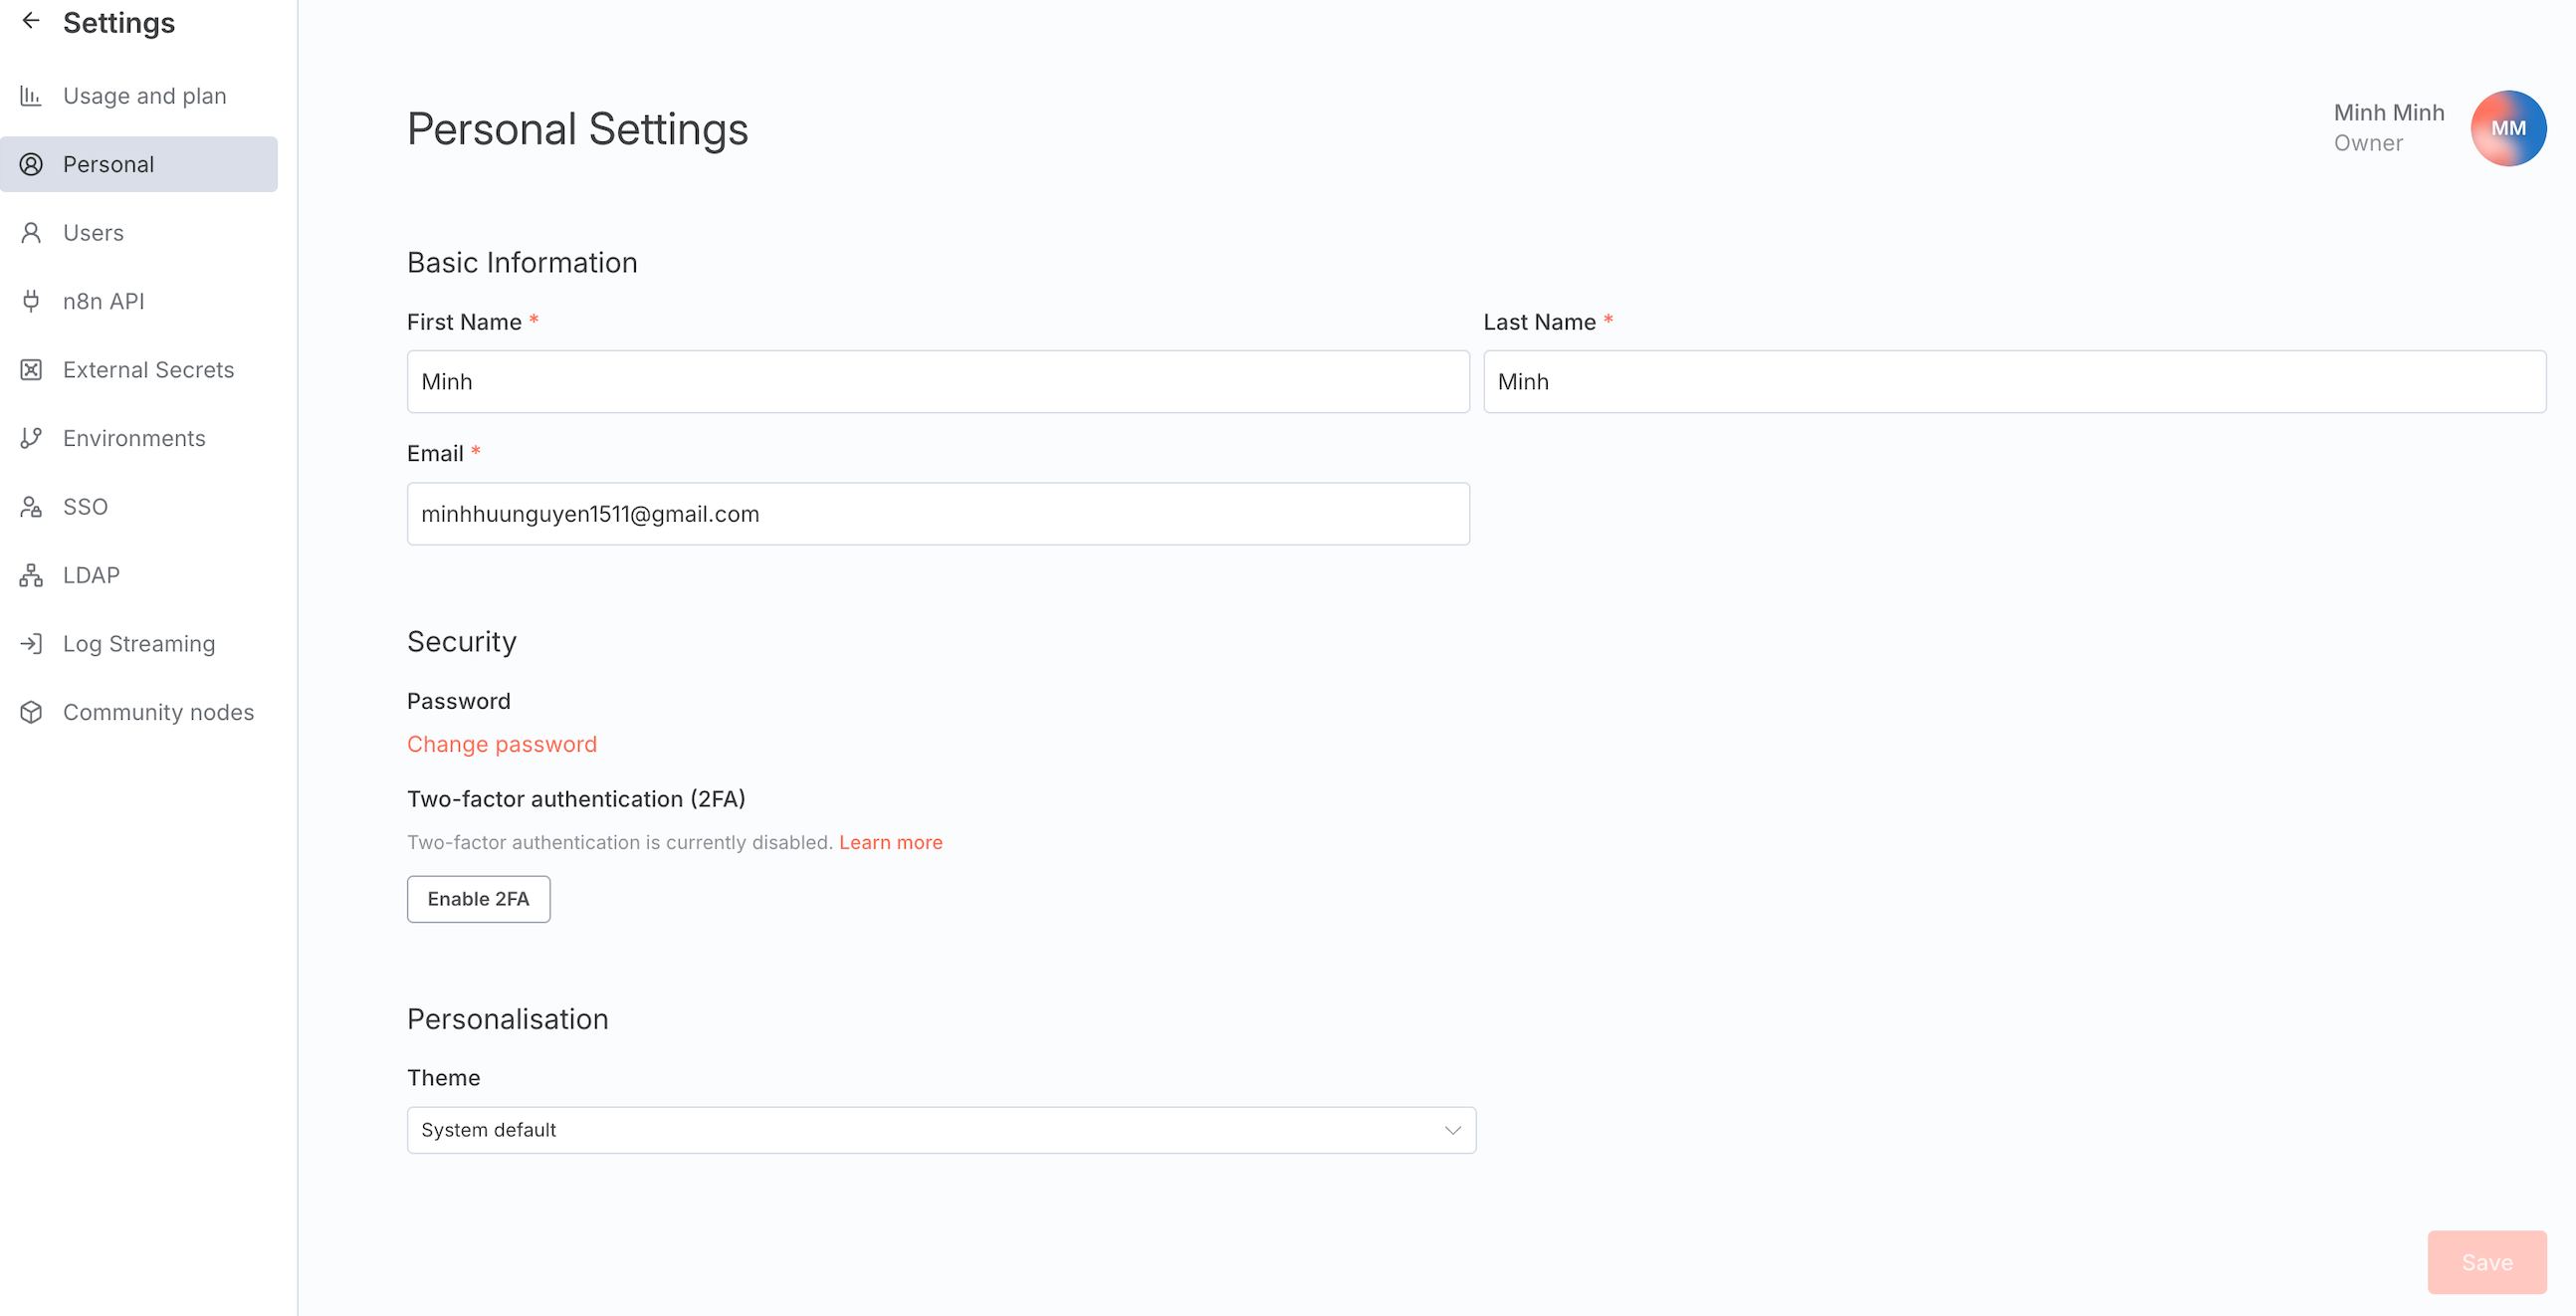 Settings
Usage and plan
Personal
Users
n8n API
External Secrets
Environments
SSO
LDAP
Log Streaming
Community nodes
Personal Settings
Minh Minh
Owner
MM
Basic Information
First Name *
Minh
Last Name *
Minh
Email *
minhhuunguyen1511@gmail.com
Security
Password
Change password
Two-factor authentication (2FA)
Two-factor authentication is currently disabled. Learn more
Enable 2FA
Personalisation
Theme
System default
Save